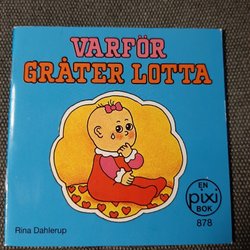 VARFÖR
GRÅTER LOTTA
EN
pixi
BOK
878
Rina Dahlerup